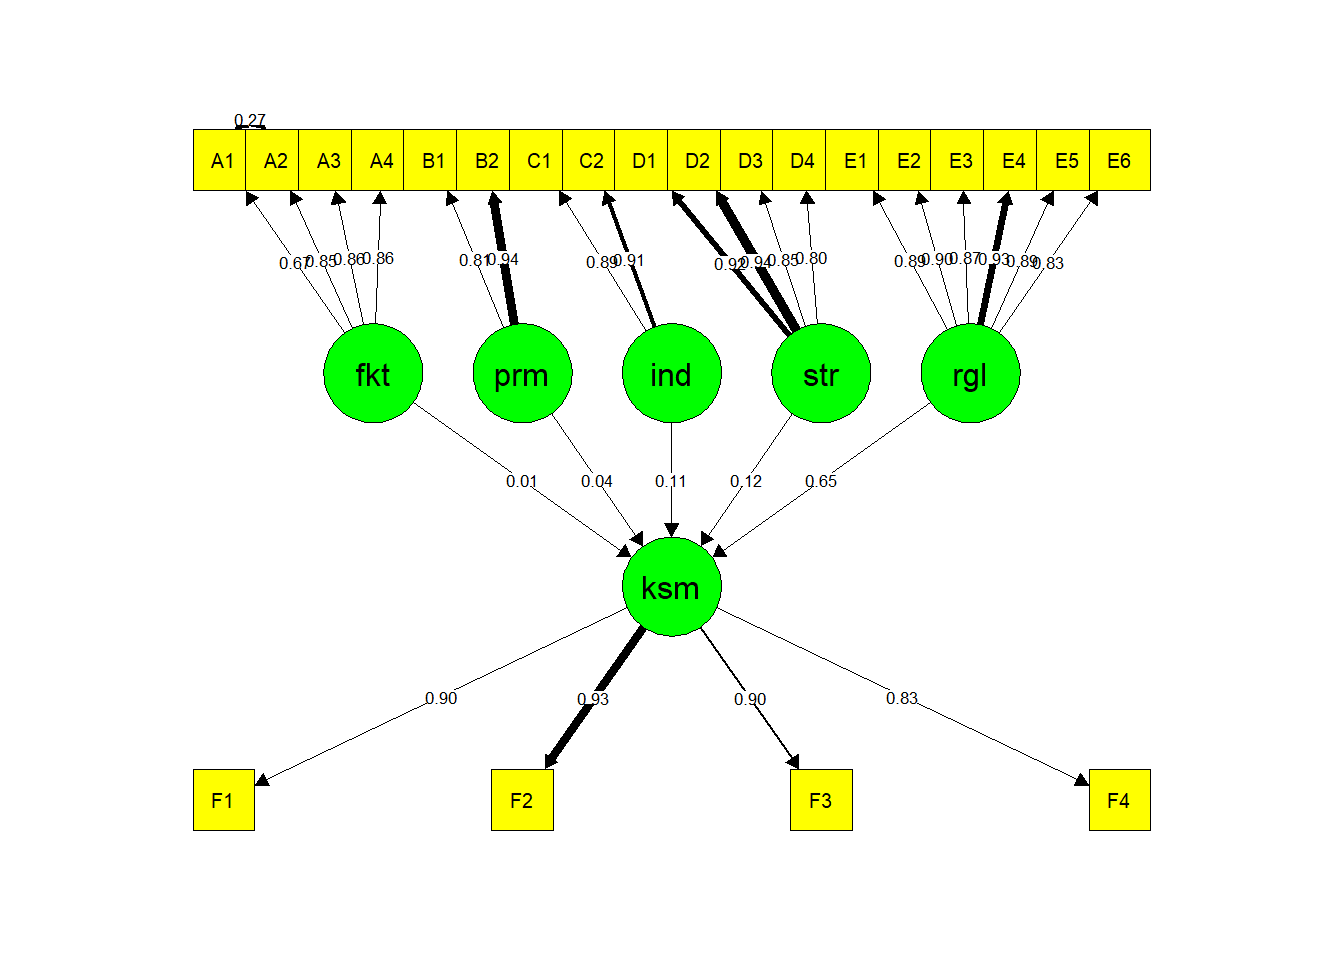 0.27
A1 A2 A3 A4 B1 B2 C1 C2 D1 D2 D3 D4 E1 E2 E3 E4 E5 E6
0.67 0.85 0.86 0.86 0.81 0.94 0.89 0.91 0.92 0.94 0.85 0.80 0.89 0.90 0.87 0.93 0.89 0.83
fkt prm ind str rgl
0.01 0.04 0.11 0.12 0.65
ksm
0.90 0.93 0.90 0.83
F1 F2 F3 F4